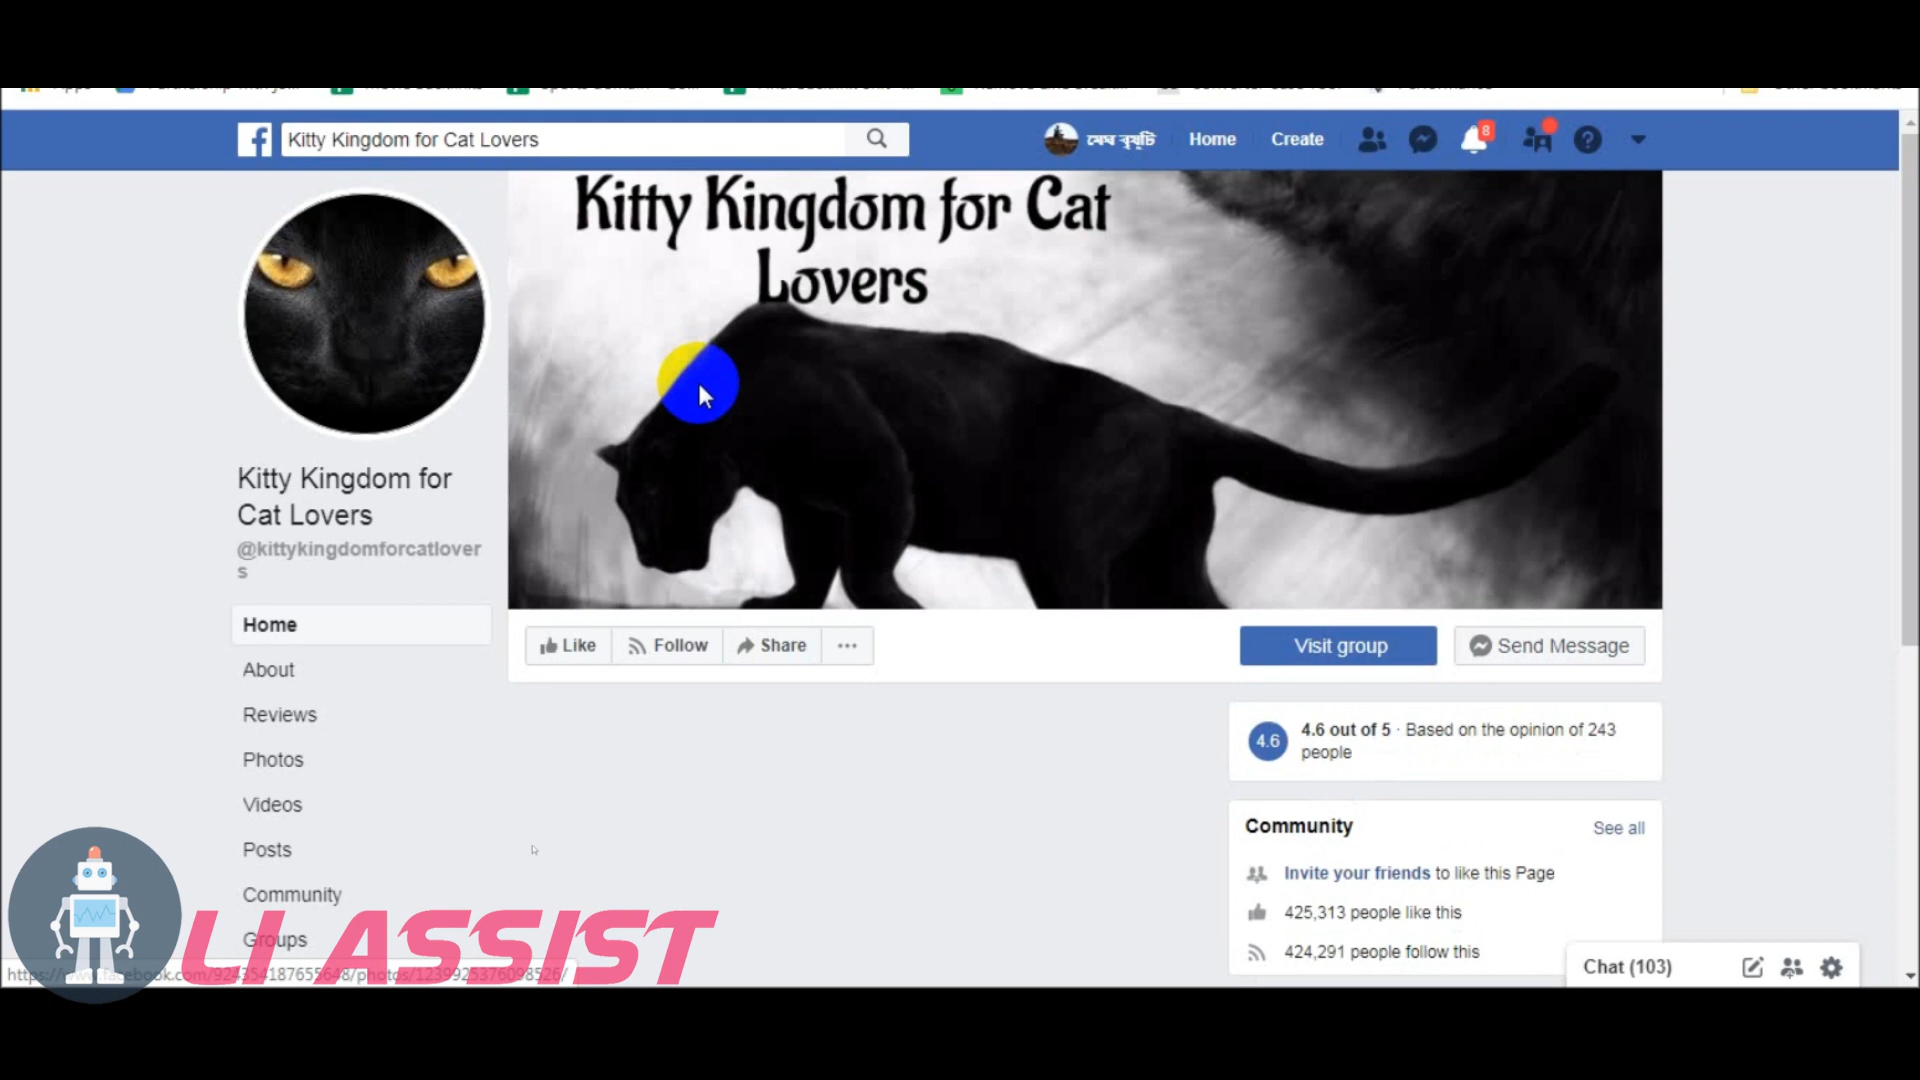 Kitty Kingdom for Cat Lovers
মেঘ বৃষ্টি
Home
Create
8
Kitty Kingdom for Cat
Lovers
Kitty Kingdom for
Cat Lovers
@kittykingdomforcatlover
s
Home
About
Reviews
Photos
Videos
Posts
Community
Groups
Like
Follow
Share
Visit group
Send Message
4.6
4.6 out of 5 · Based on the opinion of 243
people
Community
See all
Invite your friends to like this Page
425,313 people like this
424,291 people follow this
Chat (103)
LI ASSIST